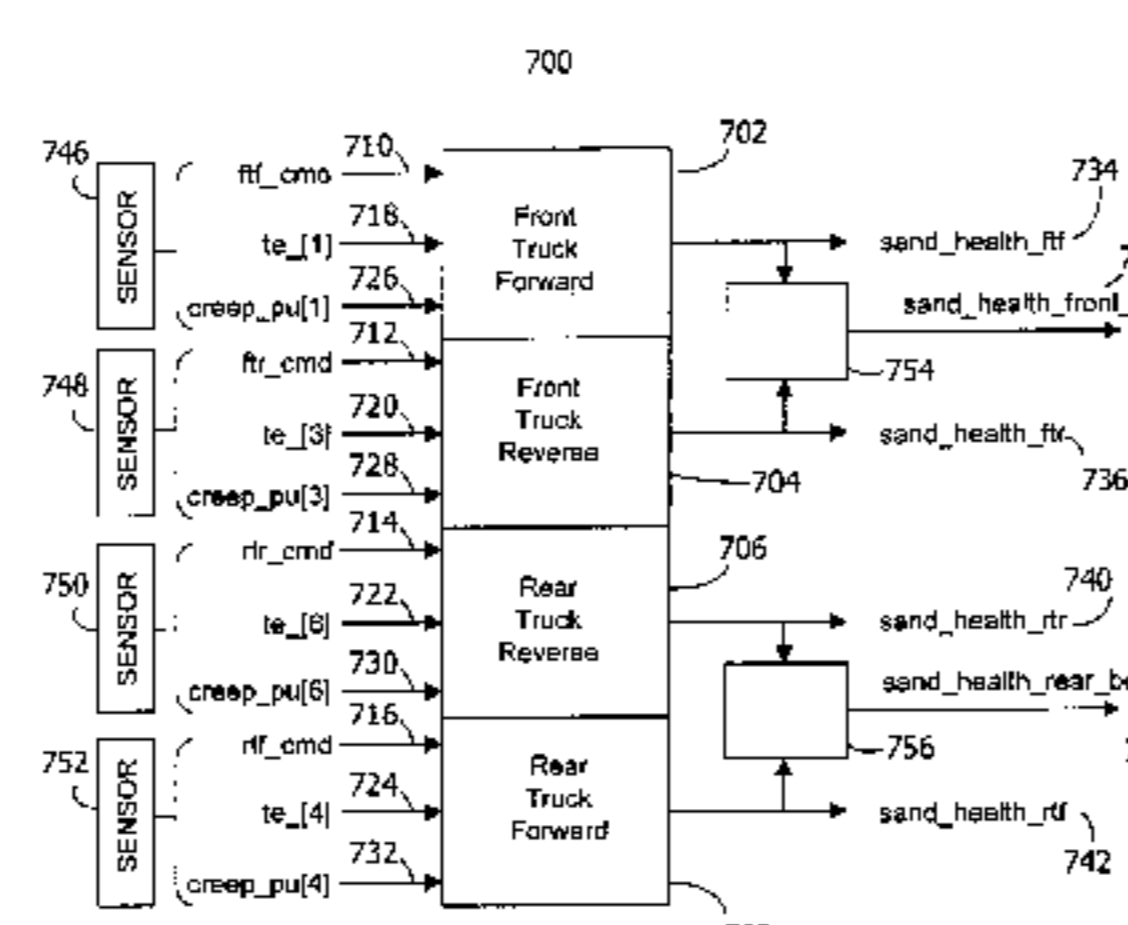 700
746
SENSOR
710
ftf_cmd
718
te_[1]
726
creep_pu[1]
Front
Truck
Forward
702
734
sand_health_ftf
sand_health_front_
754
748
SENSOR
712
ftr_cmd
720
te_[3]
728
creep_pu[3]
Front
Truck
Reverse
704
sand_health_ftr
736
750
SENSOR
714
rtr_cmd
722
te_[6]
730
creep_pu[6]
Rear
Truck
Reverse
706
740
sand_health_rtr
sand_health_rear_bo
756
752
SENSOR
716
rtf_cmd
724
te_[4]
732
creep_pu[4]
Rear
Truck
Forward
sand_health_rtf
742